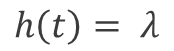 h(t) = λ